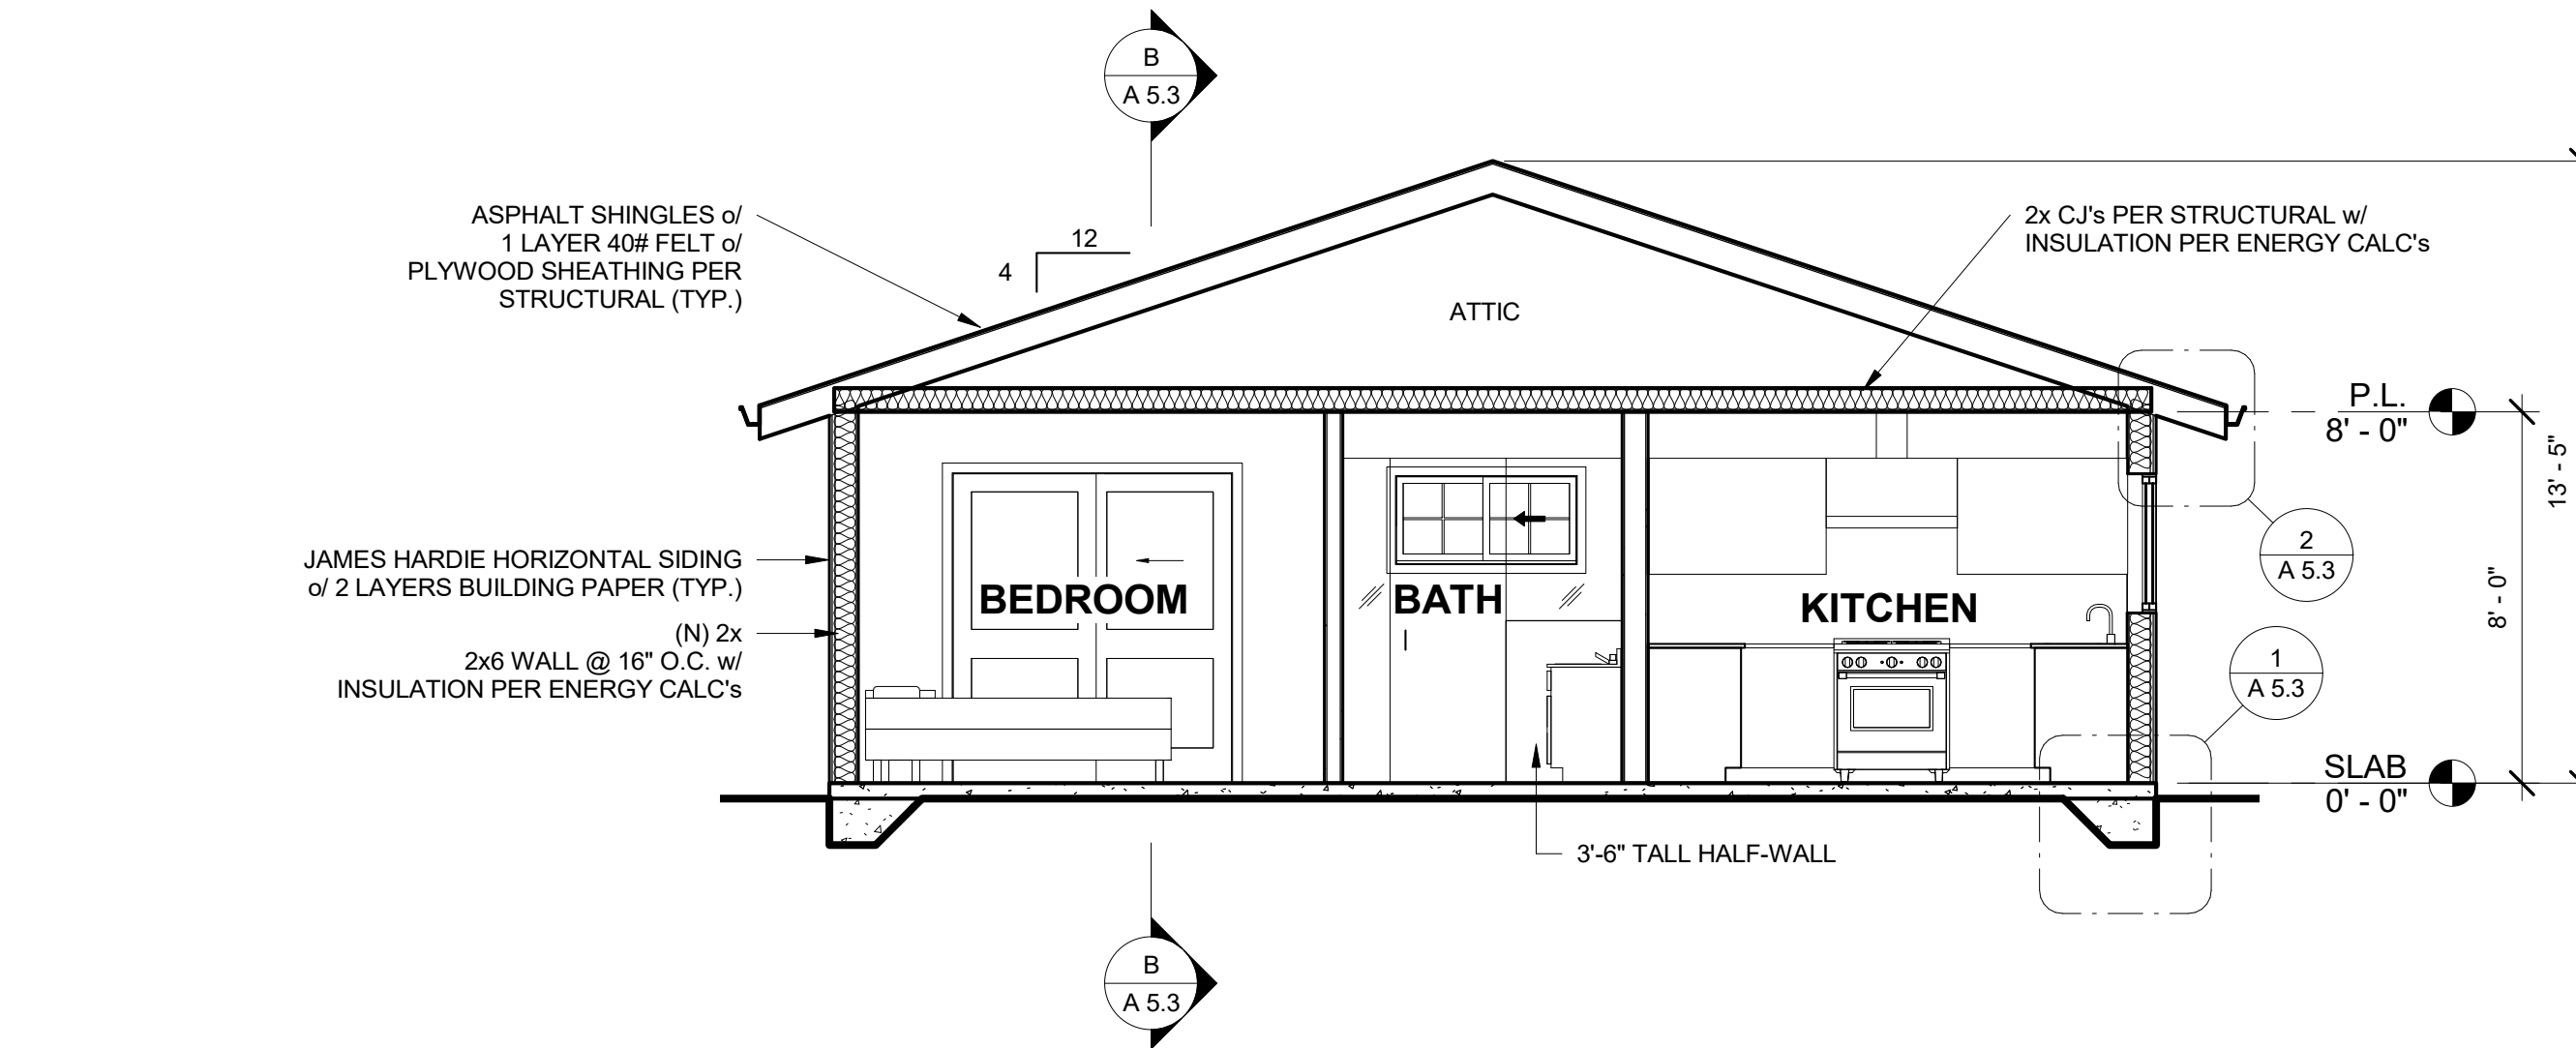 B
A 5.3
ASPHALT SHINGLES o/
1 LAYER 40# FELT o/
PLYWOOD SHEATHING PER
STRUCTURAL (TYP.)
12
4
2x CJ's PER STRUCTURAL w/
INSULATION PER ENERGY CALC's
ATTIC
P.L.
8' - 0"
13' - 5"
JAMES HARDIE HORIZONTAL SIDING
o/ 2 LAYERS BUILDING PAPER (TYP.)
(N) 2x
2x6 WALL @ 16" O.C. w/
INSULATION PER ENERGY CALC's
BEDROOM
BATH
KITCHEN
2
A 5.3
8' - 0"
1
A 5.3
SLAB
0' - 0"
3'-6" TALL HALF-WALL
B
A 5.3